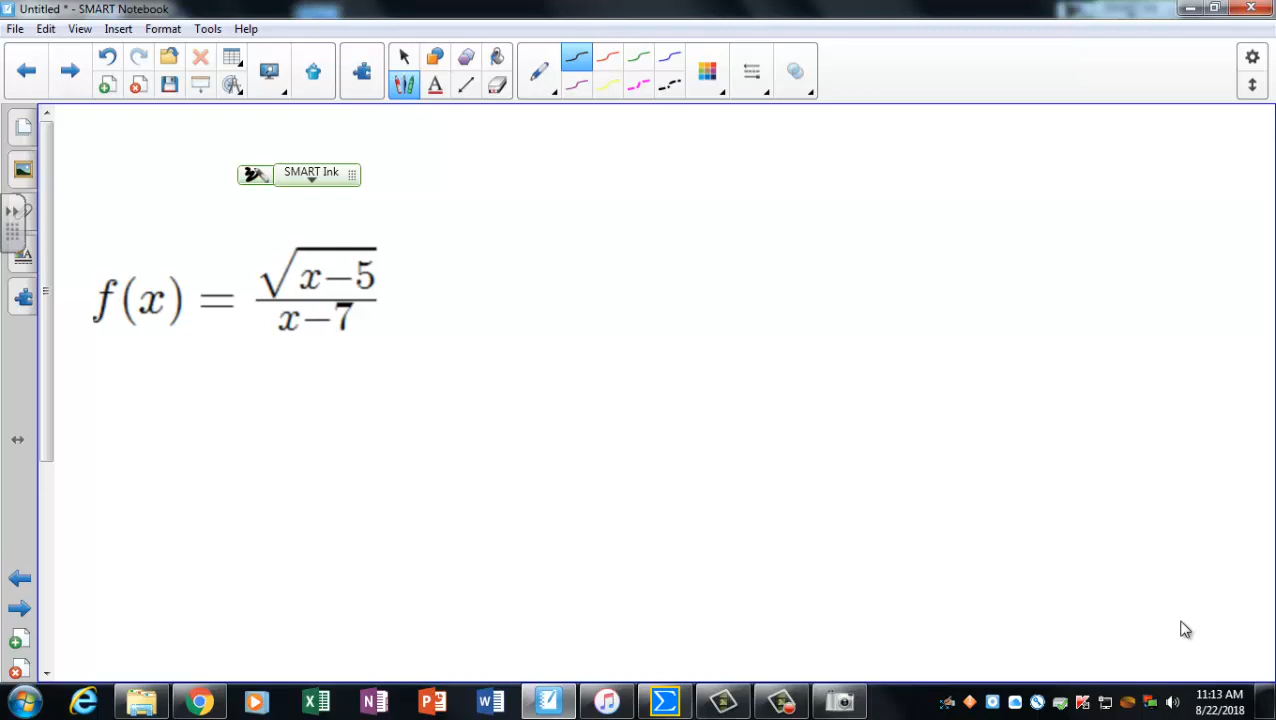 Untitled * - SMART Notebook
File Edit View Insert Format Tools Help
SMART Ink
f(x) = √(x−5) / (x−7)
11:13 AM
8/22/2018